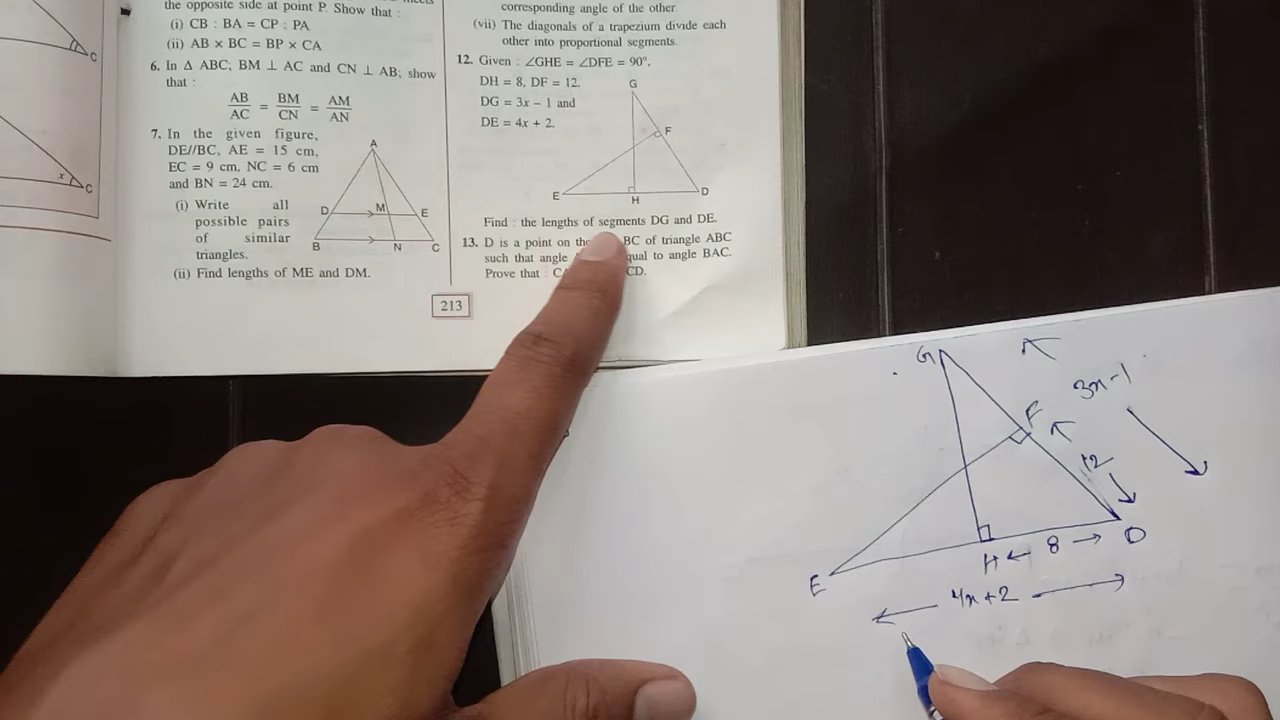 the opposite side at point P. Show that :
(i) CB : BA = CP : PA
(ii) AB × BC = BP × CA
6. In Δ ABC; BM ⊥ AC and CN ⊥ AB; show
that :
AB/AC = BM/CN = AM/AN
7. In the given figure,
DE//BC, AE = 15 cm,
EC = 9 cm, NC = 6 cm
and BN = 24 cm.
(i) Write all
possible pairs
of similar
triangles.
(ii) Find lengths of ME and DM.
A
D M E
B N C
C
x C
corresponding angle of the other.
(vii) The diagonals of a trapezium divide each
other into proportional segments.
12. Given : ∠GHE = ∠DFE = 90°,
DH = 8, DF = 12,
DG = 3x – 1 and
DE = 4x + 2.
G
F
E H D
Find : the lengths of segments DG and DE.
13. D is a point on the BC of triangle ABC
such that angle qual to angle BAC.
Prove that : CD.
213
G
3x-1
F
12
H 8 D
E
4x+2